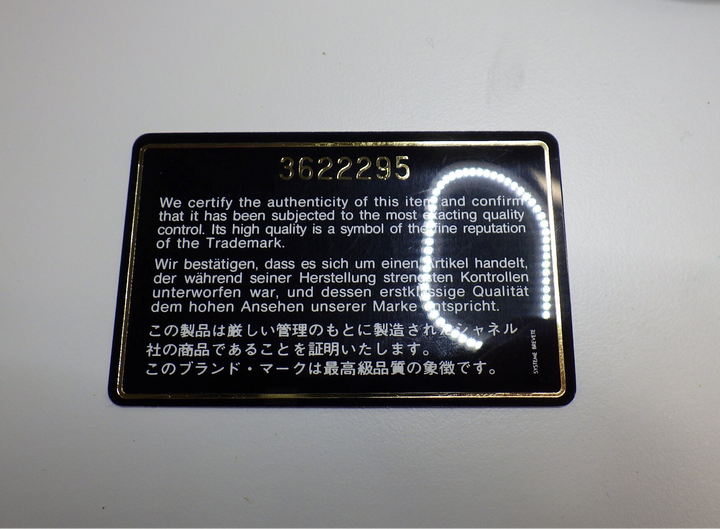 3622295
We certify the authenticity of this item and confirm
that it has been subjected to the most exacting quality
control. Its high quality is a symbol of the fine reputation
of the Trademark.
Wir bestätigen, dass es sich um einen Artikel handelt,
der während seiner Herstellung strengsten Kontrollen
unterworfen war, und dessen erstklassige Qualität
dem hohen Ansehen unserer Marke entspricht.
この製品は厳しい管理のもとに製造されたシャネル
社の商品であることを証明いたします。
このブランド・マークは最高級品質の象徴です。
SYSTEME BREVETE